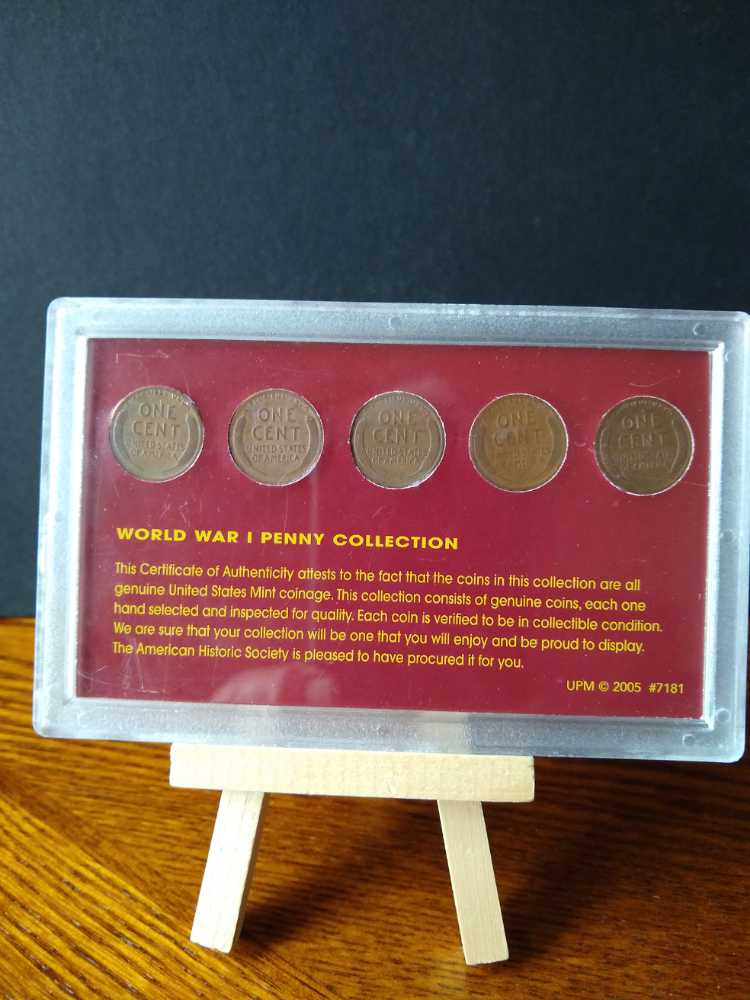 ONE ONE ONE ONE ONE
CENT CENT CENT CENT CENT
UNITED STATES UNITED STATES UNITED STATES
OF AMERICA OF AMERICA OF AMERICA
WORLD WAR I PENNY COLLECTION
This Certificate of Authenticity attests to the fact that the coins in this collection are all
genuine United States Mint coinage. This collection consists of genuine coins, each one
hand selected and inspected for quality. Each coin is verified to be in collectible condition.
We are sure that your collection will be one that you will enjoy and be proud to display.
The American Historic Society is pleased to have procured it for you.
UPM © 2005 #7181